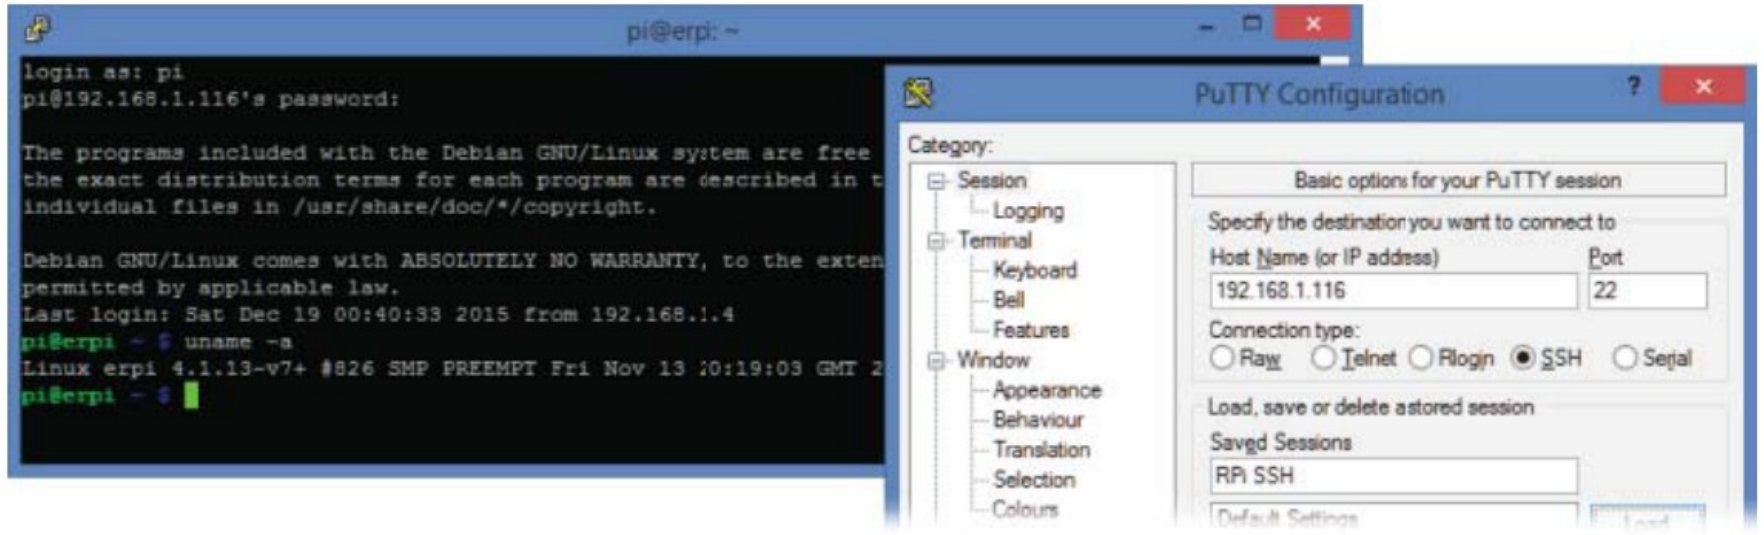 pi@erpi: ~
login as: pi
pi@192.168.1.116's password:
The programs included with the Debian GNU/Linux system are free
the exact distribution terms for each program are described in t
individual files in /usr/share/doc/*/copyright.
Debian GNU/Linux comes with ABSOLUTELY NO WARRANTY, to the exten
permitted by applicable law.
Last login: Sat Dec 19 00:40:33 2015 from 192.168.1.4
pi@erpi ~ $ uname -a
Linux erpi 4.1.13-v7+ #826 SMP PREEMPT Fri Nov 13 20:19:03 GMT 2
pi@erpi ~ $
PuTTY Configuration
?
Category:
Session
Logging
Terminal
Keyboard
Bell
Features
Window
Appearance
Behaviour
Translation
Selection
Colours
Basic options for your PuTTY session
Specify the destination you want to connect to
Host Name (or IP address) Port
192.168.1.116 22
Connection type:
Raw Telnet Rlogin SSH Serial
Load, save or delete a stored session
Saved Sessions
RPi SSH
Default Settings
Load